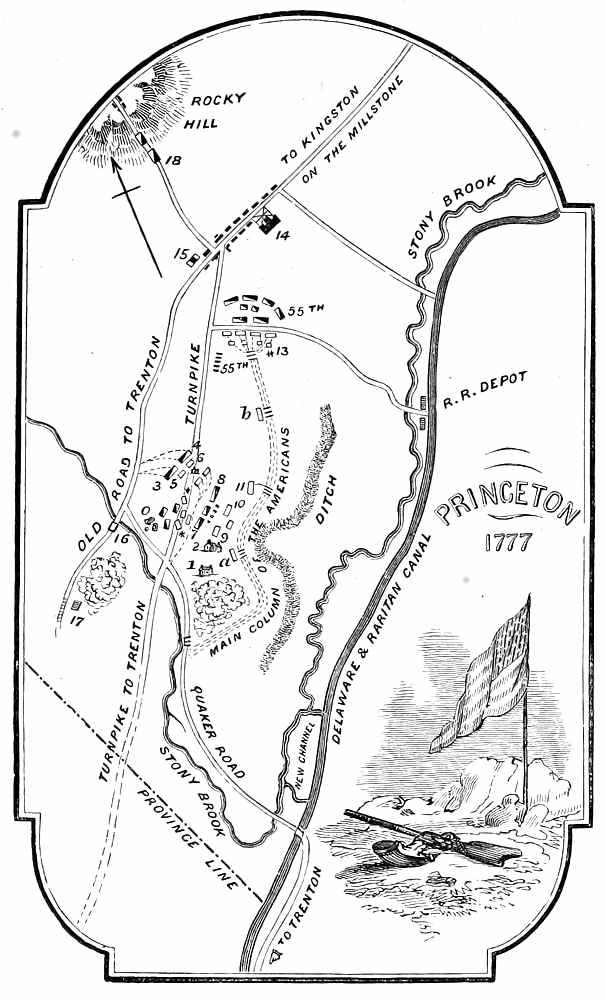 ROCKY
HILL
18
TO KINGSTON
ON THE MILLSTONE
STONY BROOK
14
15
55TH
#13
55TH
OLD ROAD TO TRENTON
TURNPIKE
b
R.R. DEPOT
4
6
3
5
8
11
10
0
9
7
2
a
1
16
17
MAIN COLUMN OF THE AMERICANS
DITCH
PRINCETON
1777
TURNPIKE TO TRENTON
QUAKER ROAD
STONY BROOK
NEW CHANNEL
DELAWARE & RARITAN CANAL
PROVINCE LINE
TO TRENTON